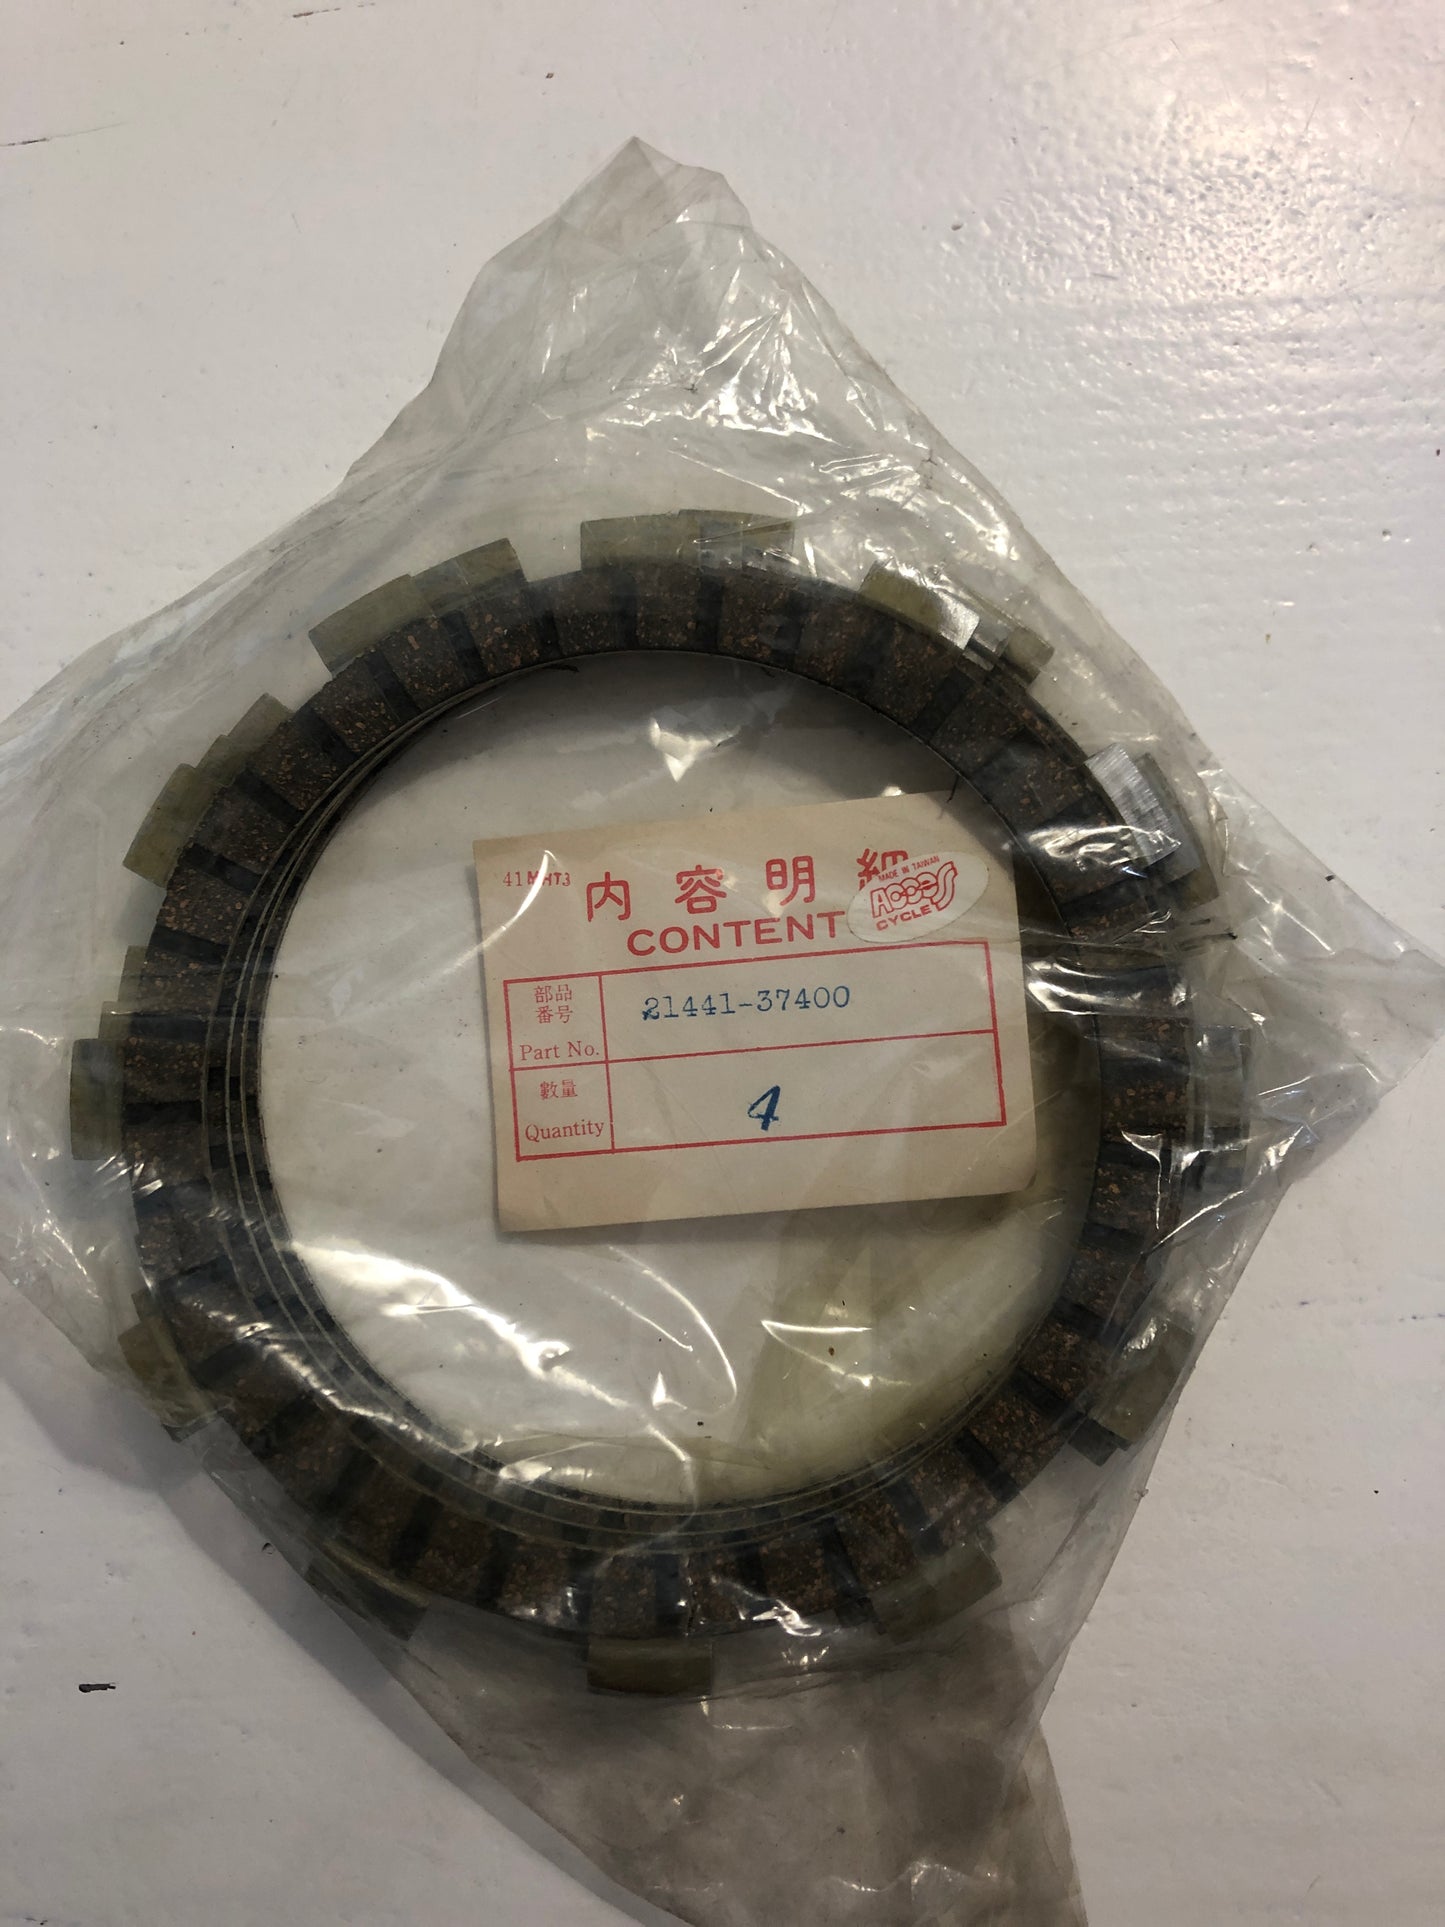 内容明細
CONTENT
MADE IN TAIWAN
ACCESS
CYCLE
部品
番号
Part No.
21441-37400
數量
Quantity
4